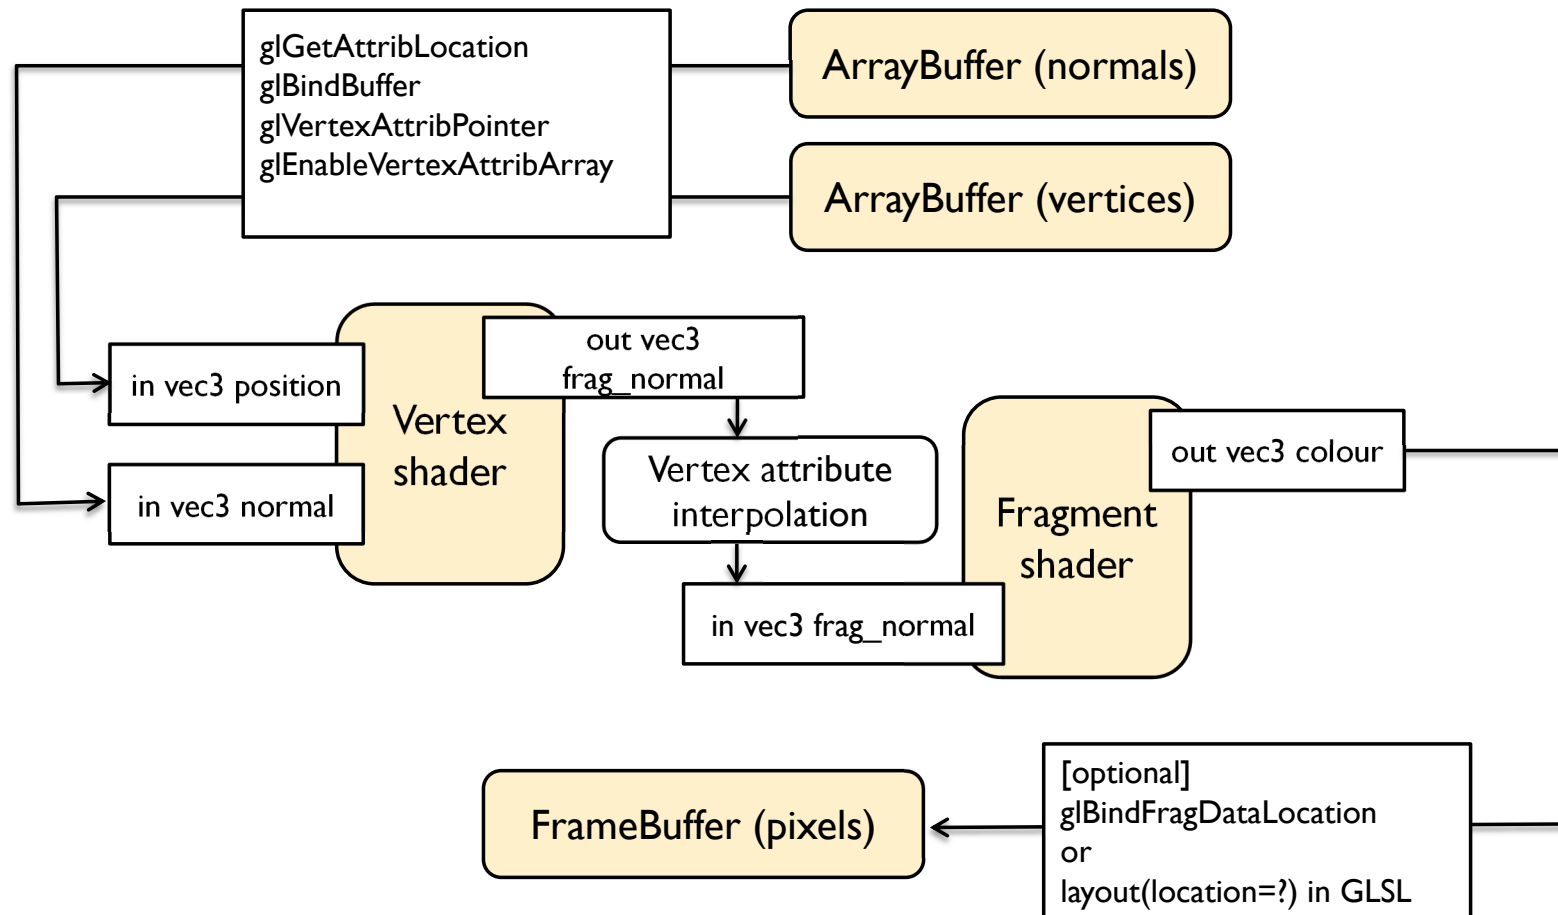 glGetAttribLocation
glBindBuffer
glVertexAttribPointer
glEnableVertexAttribArray
ArrayBuffer (normals)
ArrayBuffer (vertices)
in vec3 position
in vec3 normal
Vertex
shader
out vec3
frag_normal
Vertex attribute
interpolation
in vec3 frag_normal
Fragment
shader
out vec3 colour
FrameBuffer (pixels)
[optional]
glBindFragDataLocation
or
layout(location=?) in GLSL